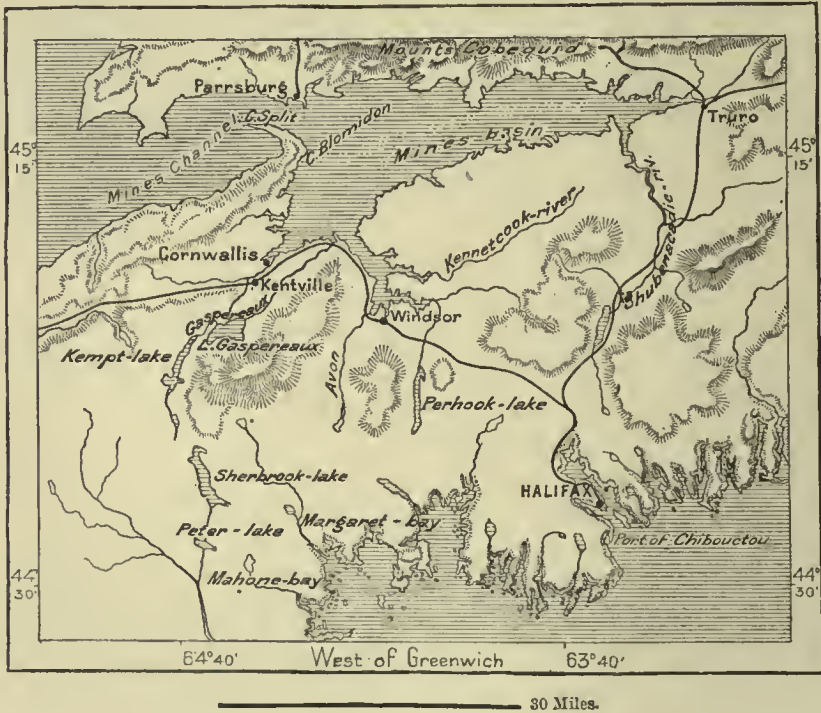 Mounts Cobequid
Parrsburg
C. Split
Truro
C. Blomidon
Mines Channel
Mines-basin
45°
15'
45°
15'
Kennetcook-river
Cornwallis
Kentville
Shubenacadie-riv.
Gaspereaux
Windsor
Kempt-lake
L. Gaspereaux
Avon
Perhook-lake
Sherbrook-lake
HALIFAX
Margaret-bay
Peter-lake
Port of Chibouctou
Mahone-bay
44°
30'
44°
30'
64°40' West of Greenwich 63°40'
30 Miles.